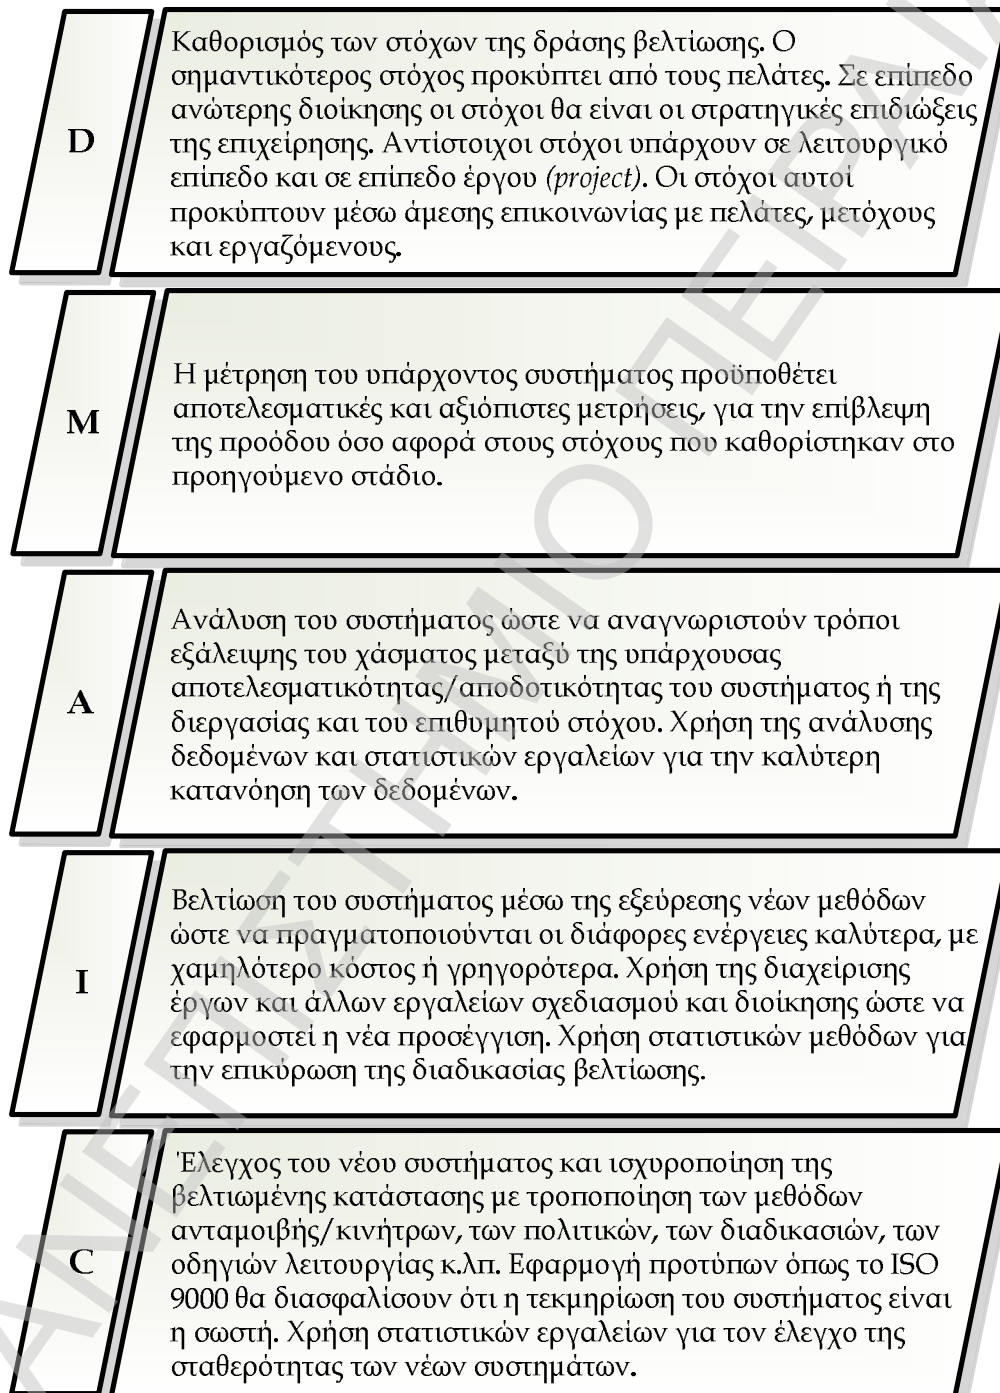 D
Καθορισμός των στόχων της δράσης βελτίωσης. Ο
σημαντικότερος στόχος προκύπτει από τους πελάτες. Σε επίπεδο
ανώτερης διοίκησης οι στόχοι θα είναι οι στρατηγικές επιδιώξεις
της επιχείρησης. Αντίστοιχοι στόχοι υπάρχουν σε λειτουργικό
επίπεδο και σε επίπεδο έργου (project). Οι στόχοι αυτοί
προκύπτουν μέσω άμεσης επικοινωνίας με πελάτες, μετόχους
και εργαζόμενους.
M
Η μέτρηση του υπάρχοντος συστήματος προϋποθέτει
αποτελεσματικές και αξιόπιστες μετρήσεις, για την επίβλεψη
της προόδου όσο αφορά στους στόχους που καθορίστηκαν στο
προηγούμενο στάδιο.
A
Ανάλυση του συστήματος ώστε να αναγνωριστούν τρόποι
εξάλειψης του χάσματος μεταξύ της υπάρχουσας
αποτελεσματικότητας/αποδοτικότητας του συστήματος ή της
διεργασίας και του επιθυμητού στόχου. Χρήση της ανάλυσης
δεδομένων και στατιστικών εργαλείων για την καλύτερη
κατανόηση των δεδομένων.
I
Βελτίωση του συστήματος μέσω της εξεύρεσης νέων μεθόδων
ώστε να πραγματοποιούνται οι διάφορες ενέργειες καλύτερα, με
χαμηλότερο κόστος ή γρηγορότερα. Χρήση της διαχείρισης
έργων και άλλων εργαλείων σχεδιασμού και διοίκησης ώστε να
εφαρμοστεί η νέα προσέγγιση. Χρήση στατιστικών μεθόδων για
την επικύρωση της διαδικασίας βελτίωσης.
C
Έλεγχος του νέου συστήματος και ισχυροποίηση της
βελτιωμένης κατάστασης με τροποποίηση των μεθόδων
ανταμοιβής/κινήτρων, των πολιτικών, των διαδικασιών, των
οδηγιών λειτουργίας κ.λπ. Εφαρμογή προτύπων όπως το ISO
9000 θα διασφαλίσουν ότι η τεκμηρίωση του συστήματος είναι
η σωστή. Χρήση στατιστικών εργαλείων για τον έλεγχο της
σταθερότητας των νέων συστημάτων.
ΑΝΕΠΙΣΤΗΜΙΟ ΠΕΙΡΑΙ